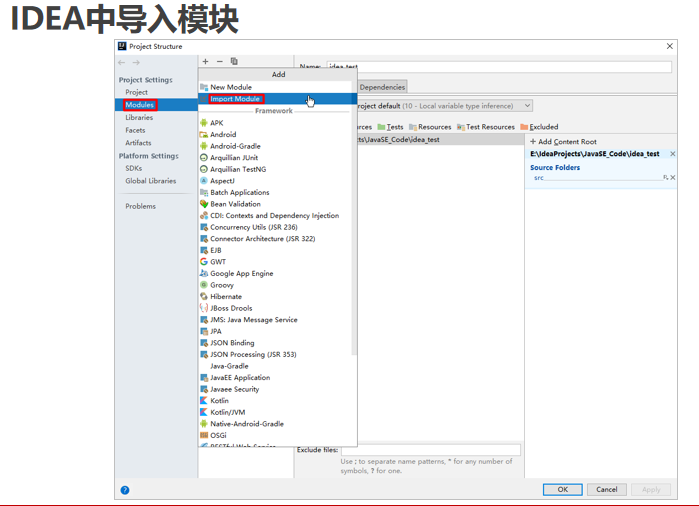 IDEA中导入模块
Project Structure
Project Settings
Project
Modules
Libraries
Facets
Artifacts
Platform Settings
SDKs
Global Libraries
Problems
Add
New Module
Import Module
Framework
APK
Android
Android-Gradle
Arquillian JUnit
Arquillian TestNG
AspectJ
Batch Applications
Bean Validation
CDI: Contexts and Dependency Injection
Concurrency Utils (JSR 236)
Connector Architecture (JSR 322)
EJB
GWT
Google App Engine
Groovy
Hibernate
JBoss Drools
JMS: Java Message Service
JPA
JSON Binding
JSON Processing (JSR 353)
Java-Gradle
JavaEE Application
Javaee Security
Kotlin
Kotlin/JVM
Native-Android-Gradle
OSGi
RESTful Web Service
Name: idea_test
Dependencies
oject default (10 - Local variable type inference)
rces Tests Resources Test Resources Excluded
ts\JavaSE_Code\idea_test
+ Add Content Root
E:\IdeaProjects\JavaSE_Code\idea_test
Source Folders
src
Exclude files:
Use ; to separate name patterns, * for any number of
symbols, ? for one.
OK Cancel Apply